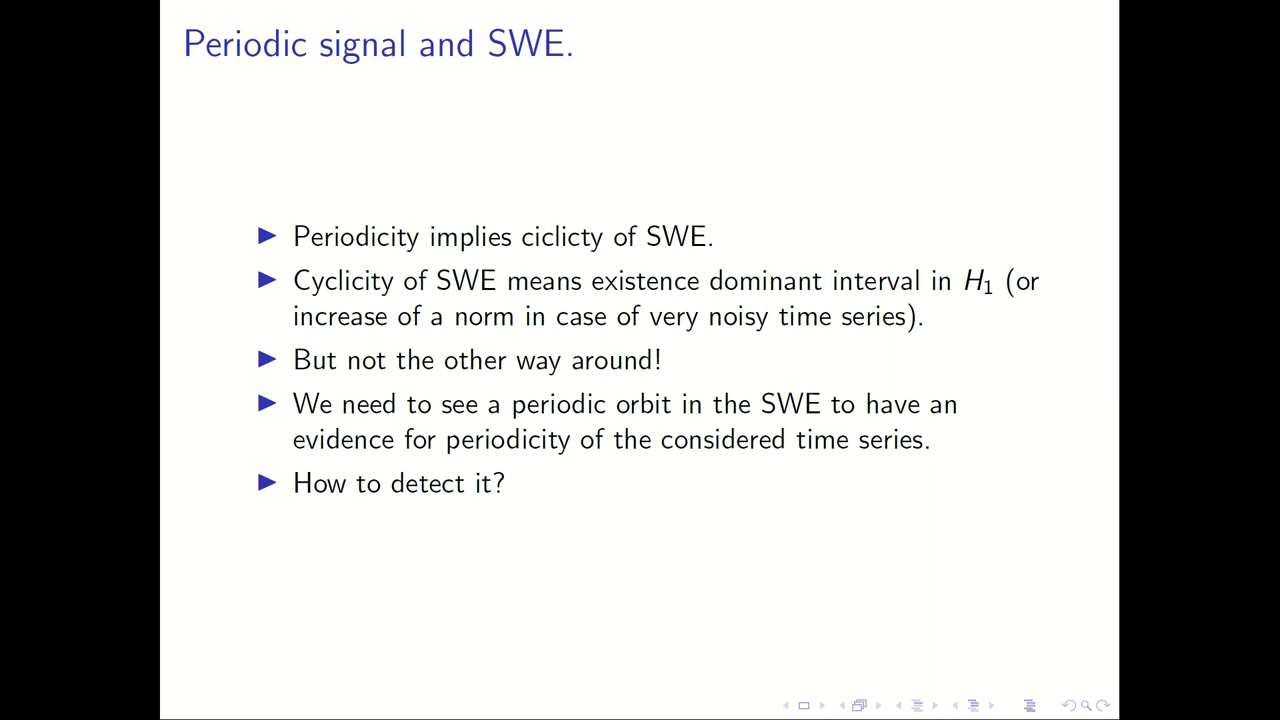 Periodic signal and SWE.
▶ Periodicity implies ciclicty of SWE.
▶ Cyclicity of SWE means existence dominant interval in H₁ (or
increase of a norm in case of very noisy time series).
▶ But not the other way around!
▶ We need to see a periodic orbit in the SWE to have an
evidence for periodicity of the considered time series.
▶ How to detect it?